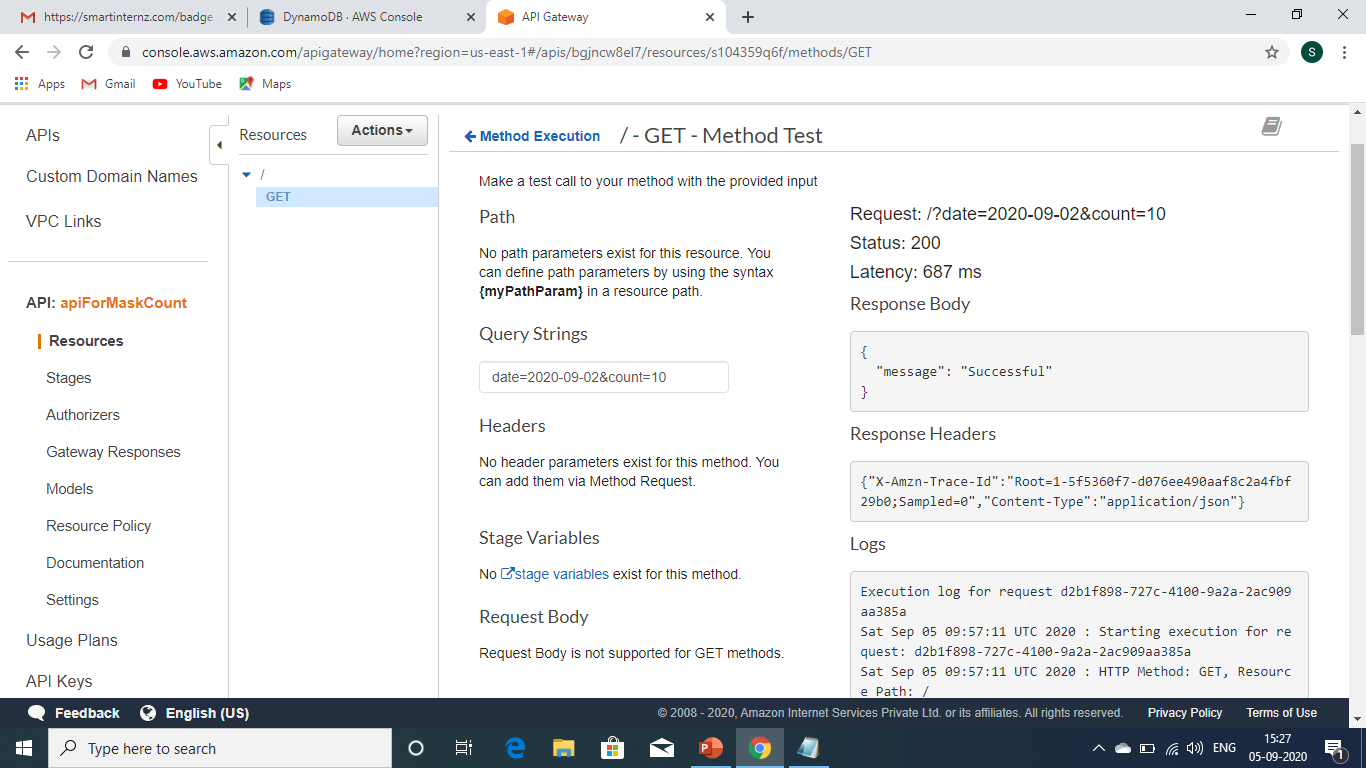 https://smartinternz.com/badge
DynamoDB · AWS Console
API Gateway
console.aws.amazon.com/apigateway/home?region=us-east-1#/apis/bgjncw8el7/resources/s104359q6f/methods/GET
S
Apps
Gmail
YouTube
Maps
APIs
Custom Domain Names
VPC Links
API: apiForMaskCount
Resources
Stages
Authorizers
Gateway Responses
Models
Resource Policy
Documentation
Settings
Usage Plans
API Keys
Resources
Actions
/
GET
Method Execution
/ - GET - Method Test
Make a test call to your method with the provided input
Path
No path parameters exist for this resource. You
can define path parameters by using the syntax
{myPathParam} in a resource path.
Query Strings
date=2020-09-02&count=10
Headers
No header parameters exist for this method. You
can add them via Method Request.
Stage Variables
No stage variables exist for this method.
Request Body
Request Body is not supported for GET methods.
Request: /?date=2020-09-02&count=10
Status: 200
Latency: 687 ms
Response Body
{
"message": "Successful"
}
Response Headers
{"X-Amzn-Trace-Id":"Root=1-5f5360f7-d076ee490aaf8c2a4fbf
29b0;Sampled=0","Content-Type":"application/json"}
Logs
Execution log for request d2b1f898-727c-4100-9a2a-2ac909
aa385a
Sat Sep 05 09:57:11 UTC 2020 : Starting execution for re
quest: d2b1f898-727c-4100-9a2a-2ac909aa385a
Sat Sep 05 09:57:11 UTC 2020 : HTTP Method: GET, Resourc
e Path: /
Feedback
English (US)
© 2008 - 2020, Amazon Internet Services Private Ltd. or its affiliates. All rights reserved.
Privacy Policy
Terms of Use
Type here to search
ENG
15:27
05-09-2020
1